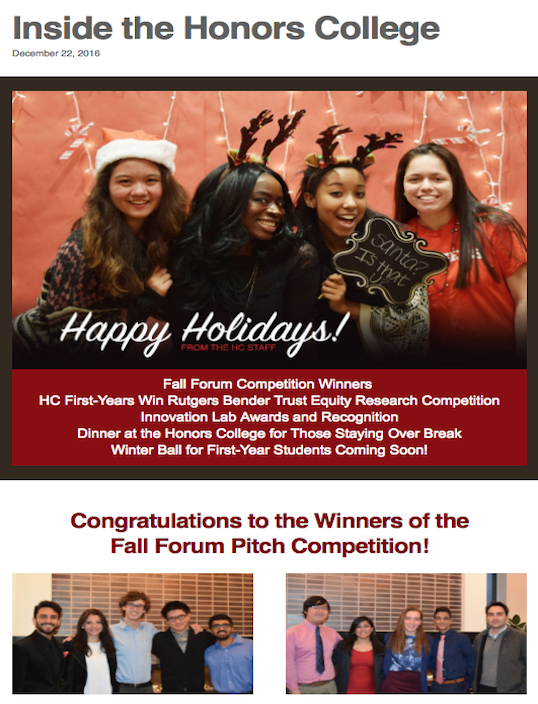 Inside the Honors College
December 22, 2016
Santa?
Is that
Happy Holidays!
FROM THE HC STAFF
Fall Forum Competition Winners
HC First-Years Win Rutgers Bender Trust Equity Research Competition
Innovation Lab Awards and Recognition
Dinner at the Honors College for Those Staying Over Break
Winter Ball for First-Year Students Coming Soon!
Congratulations to the Winners of the
Fall Forum Pitch Competition!